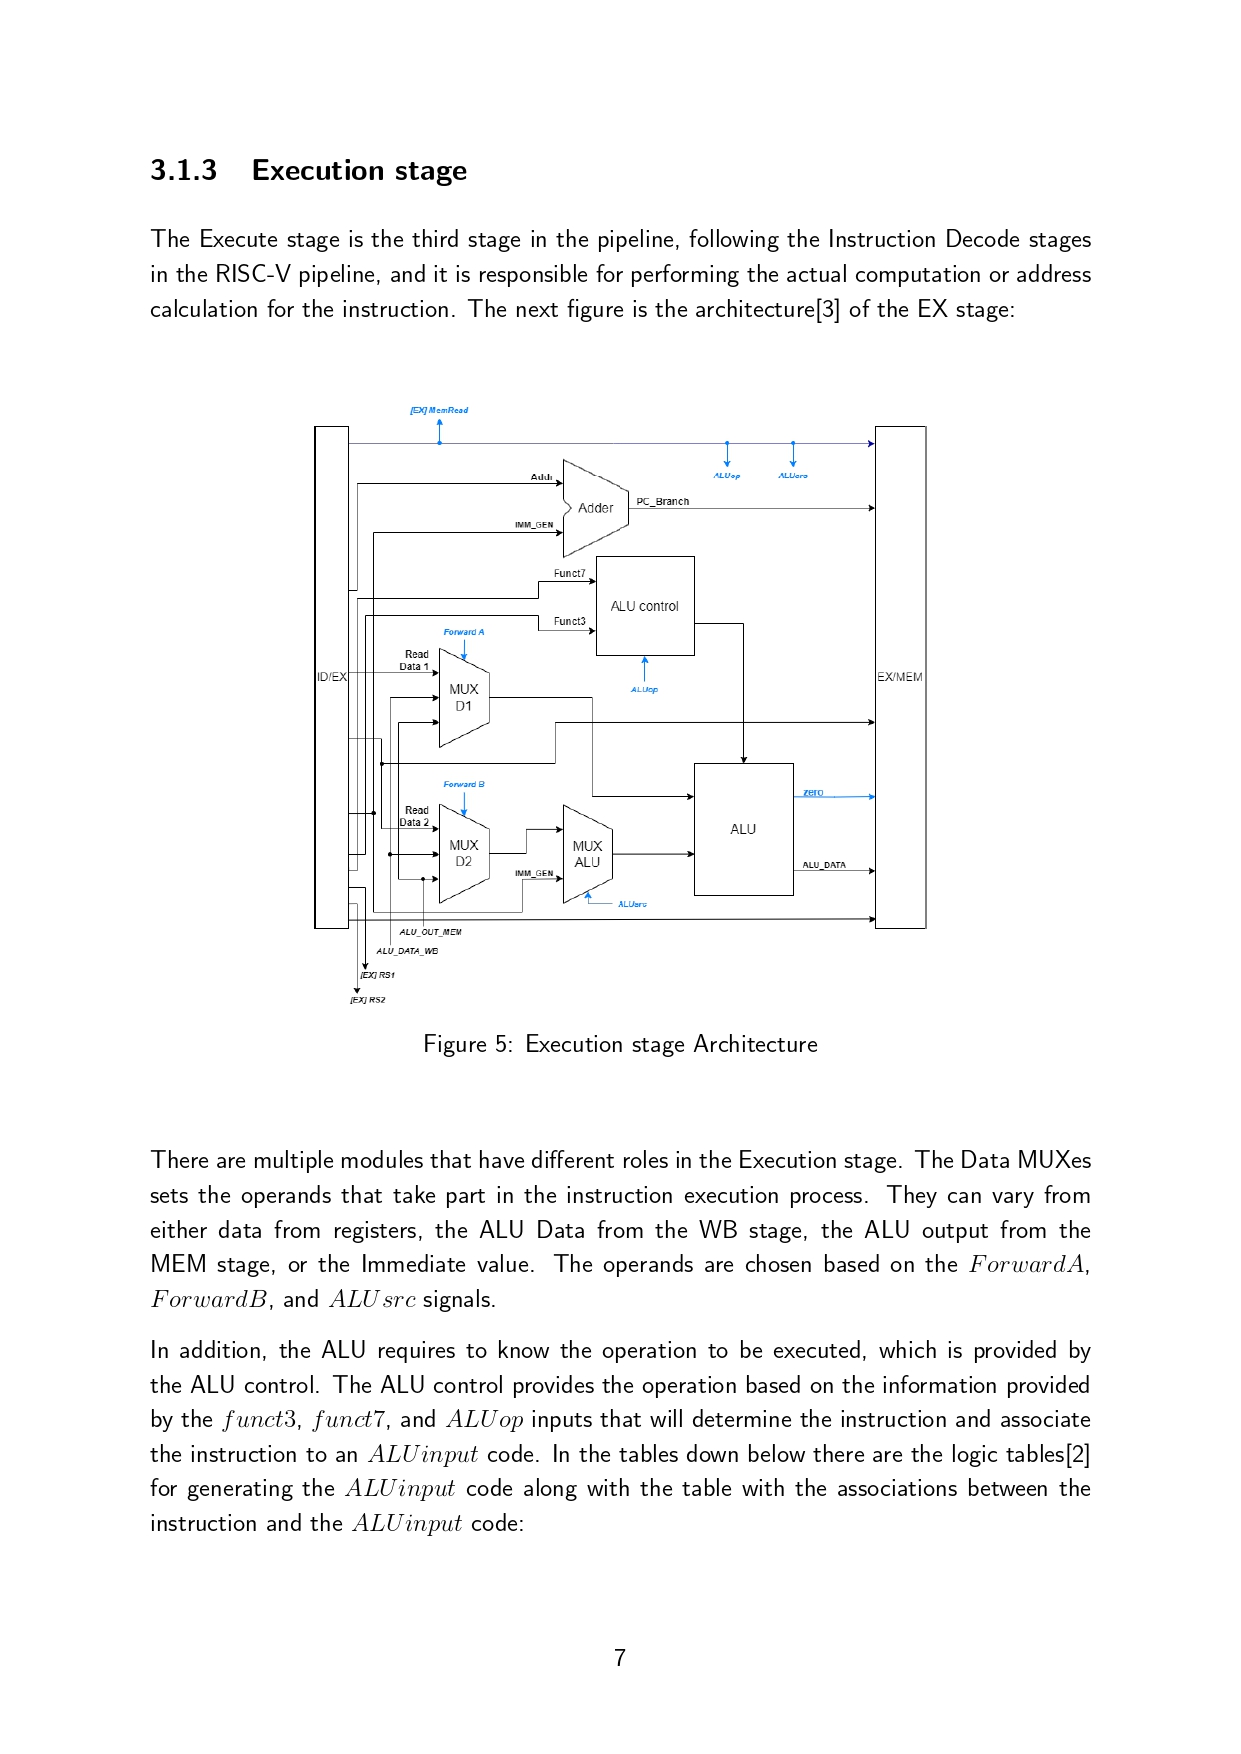 3.1.3 Execution stage
The Execute stage is the third stage in the pipeline, following the Instruction Decode stages
in the RISC-V pipeline, and it is responsible for performing the actual computation or address
calculation for the instruction. The next figure is the architecture[3] of the EX stage:
[EX] MemRead
ALUop
ALUsrc
Addr
Adder
PC_Branch
IMM_GEN
Funct7
ALU control
Funct3
Forward A
Read
Data 1
ID/EX
EX/MEM
MUX
D1
ALUop
Forward B
zero
Read
Data 2
ALU
MUX
D2
MUX
ALU
IMM_GEN
ALU_DATA
ALUsrc
ALU_OUT_MEM
ALU_DATA_WB
[EX] RS1
[EX] RS2
Figure 5: Execution stage Architecture
There are multiple modules that have different roles in the Execution stage. The Data MUXes
sets the operands that take part in the instruction execution process. They can vary from
either data from registers, the ALU Data from the WB stage, the ALU output from the
MEM stage, or the Immediate value. The operands are chosen based on the ForwardA,
ForwardB, and ALUsrc signals.
In addition, the ALU requires to know the operation to be executed, which is provided by
the ALU control. The ALU control provides the operation based on the information provided
by the funct3, funct7, and ALUop inputs that will determine the instruction and associate
the instruction to an ALUinput code. In the tables down below there are the logic tables[2]
for generating the ALUinput code along with the table with the associations between the
instruction and the ALUinput code:
7